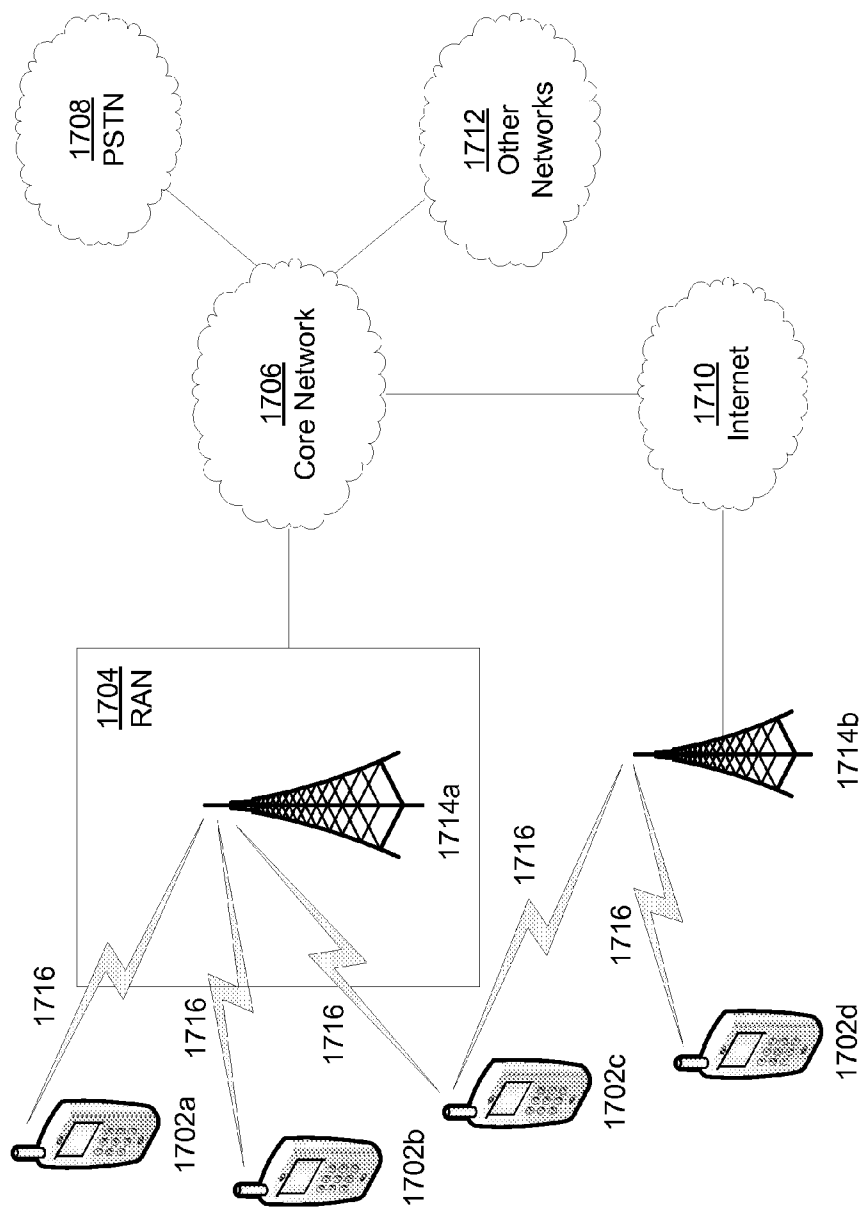 1708
PSTN
1706
Core Network
1712
Other
Networks
1704
RAN
1710
Internet
1714a
1714b
1716
1716
1716
1716
1716
1702a
1702b
1702c
1702d